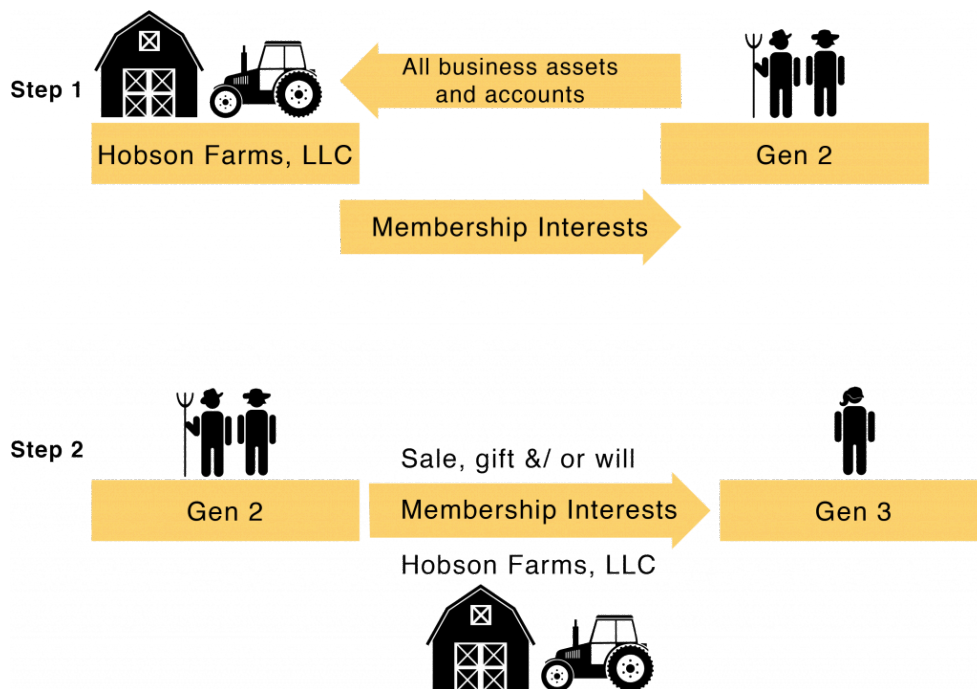 Step 1
All business assets
and accounts
Hobson Farms, LLC
Gen 2
Membership Interests
Step 2
Sale, gift &/ or will
Gen 2
Membership Interests
Gen 3
Hobson Farms, LLC